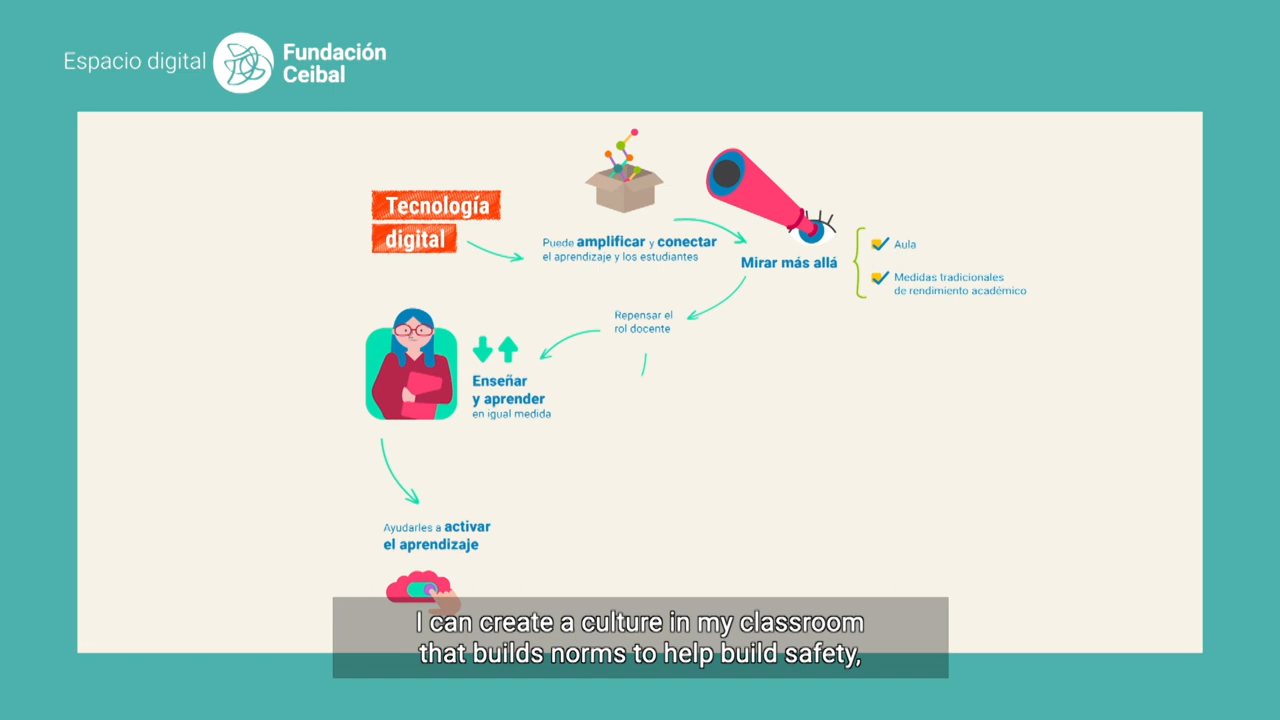 Espacio digital
Fundación
Ceibal
Tecnología
digital
Puede amplificar y conectar
el aprendizaje y los estudiantes
Mirar más allá
Aula
Medidas tradicionales
de rendimiento académico
Repensar el
rol docente
Enseñar
y aprender
en igual medida
Ayudarles a activar
el aprendizaje
I can create a culture in my classroom
that builds norms to help build safety,